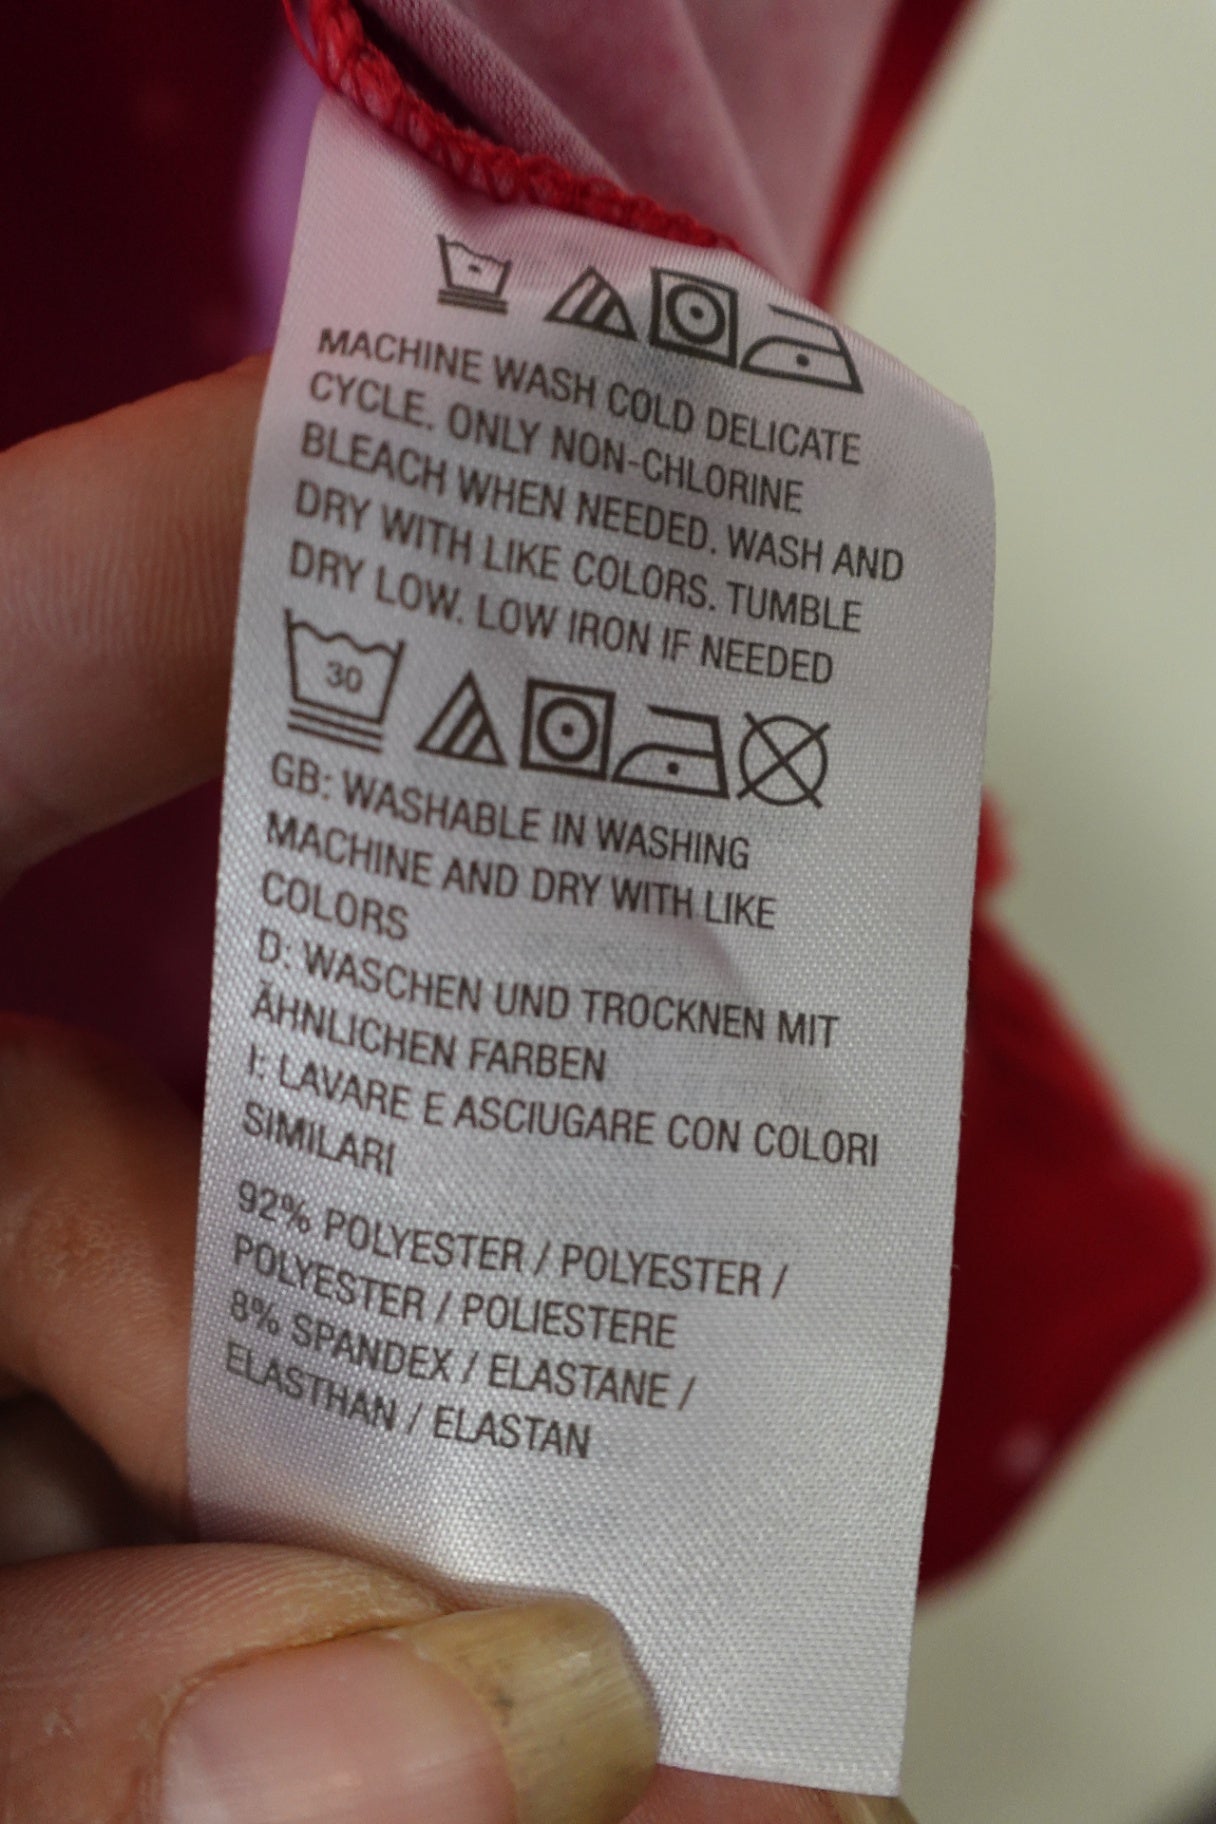 MACHINE WASH COLD DELICATE
CYCLE. ONLY NON-CHLORINE
BLEACH WHEN NEEDED. WASH AND
DRY WITH LIKE COLORS. TUMBLE
DRY LOW. LOW IRON IF NEEDED
30
GB: WASHABLE IN WASHING
MACHINE AND DRY WITH LIKE
COLORS
D: WASCHEN UND TROCKNEN MIT
ÄHNLICHEN FARBEN
I: LAVARE E ASCIUGARE CON COLORI
SIMILARI
92% POLYESTER / POLYESTER /
POLYESTER / POLIESTERE
8% SPANDEX / ELASTANE /
ELASTHAN / ELASTAN